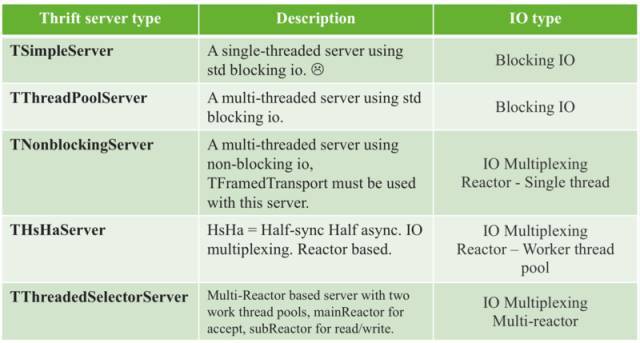 Thrift server type Description IO type
TSimpleServer A single-threaded server using Blocking IO
std blocking io. ☹
TThreadPoolServer A multi-threaded server using std Blocking IO
blocking io.
TNonblockingServer A multi-threaded server using IO Multiplexing
non-blocking io, Reactor - Single thread
TFramedTransport must be used
with this server.
THsHaServer HsHa = Half-sync Half async. IO IO Multiplexing
multiplexing. Reactor based. Reactor – Worker thread
pool
TThreadedSelectorServer Multi-Reactor based server with two IO Multiplexing
work thread pools, mainReactor for Multi-reactor
accept, subReactor for read/write.